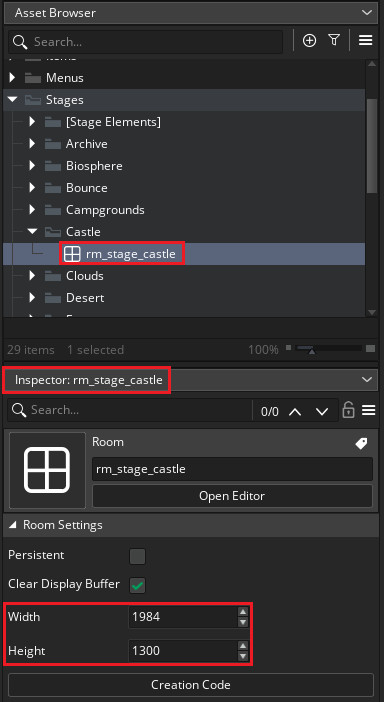 Asset Browser
Search...
Menus
Stages
[Stage Elements]
Archive
Biosphere
Bounce
Campgrounds
Castle
rm_stage_castle
Clouds
Desert
29 items 1 selected 100%
Inspector: rm_stage_castle
Search... 0/0
Room
rm_stage_castle
Open Editor
Room Settings
Persistent
Clear Display Buffer
Width 1984
Height 1300
Creation Code